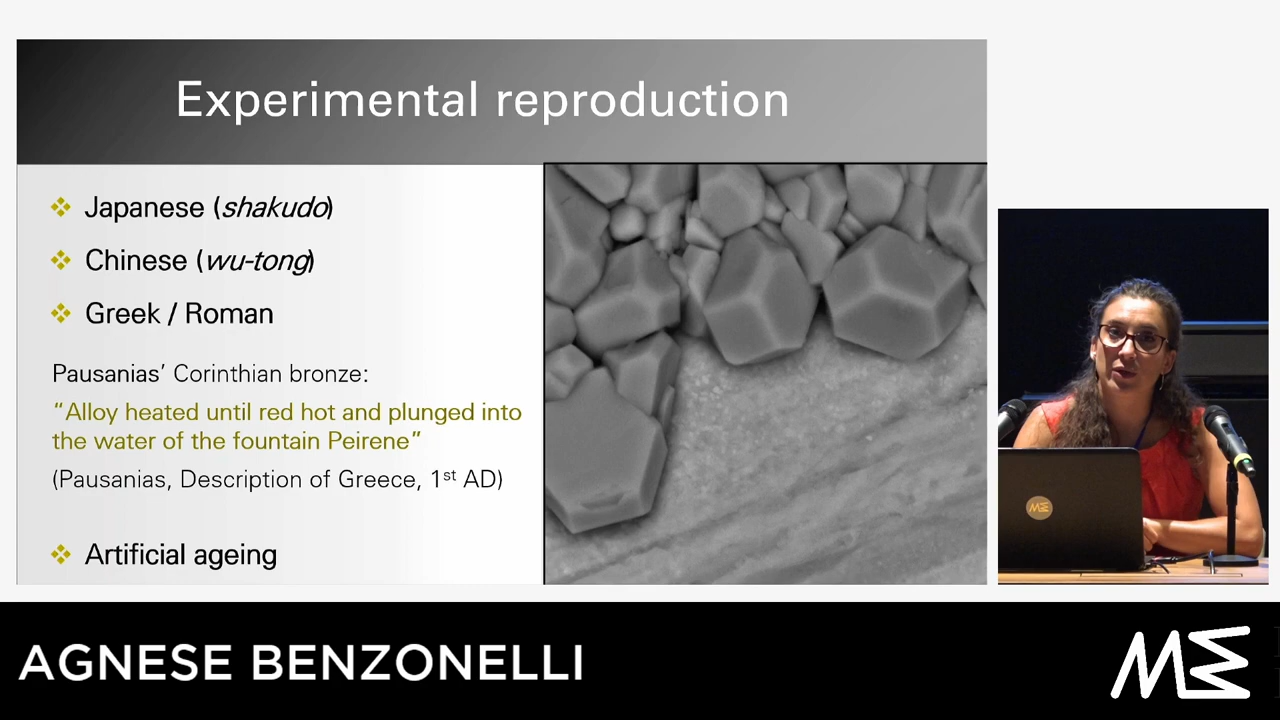 Experimental reproduction
Japanese (shakudo)
Chinese (wu-tong)
Greek / Roman
Pausanias’ Corinthian bronze:
“Alloy heated until red hot and plunged into
the water of the fountain Peirene”
(Pausanias, Description of Greece, 1st AD)
Artificial ageing
AGNESE BENZONELLI